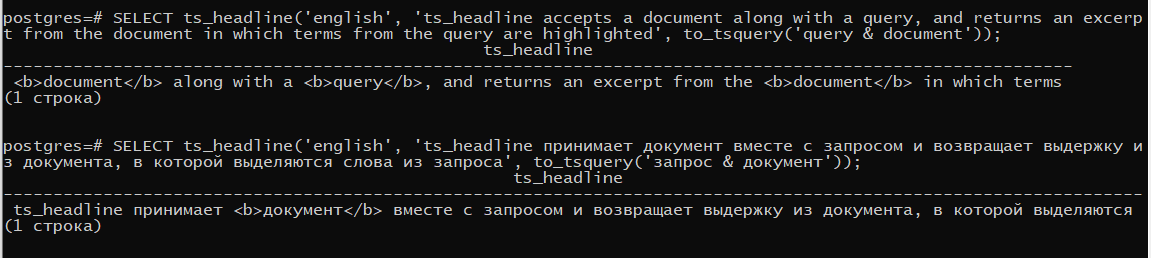 postgres=# SELECT ts_headline('english', 'ts_headline accepts a document along with a query, and returns an excerp
t from the document in which terms from the query are highlighted', to_tsquery('query & document'));
ts_headline
-----------------------------------------------------------------------------------------------------------
<b>document</b> along with a <b>query</b>, and returns an excerpt from the <b>document</b> in which terms
(1 строка)
postgres=# SELECT ts_headline('english', 'ts_headline принимает документ вместе с запросом и возвращает выдержку и
з документа, в которой выделяются слова из запроса', to_tsquery('запрос & документ'));
ts_headline
------------------------------------------------------------------------------------------------------------------
ts_headline принимает <b>документ</b> вместе с запросом и возвращает выдержку из документа, в которой выделяются
(1 строка)